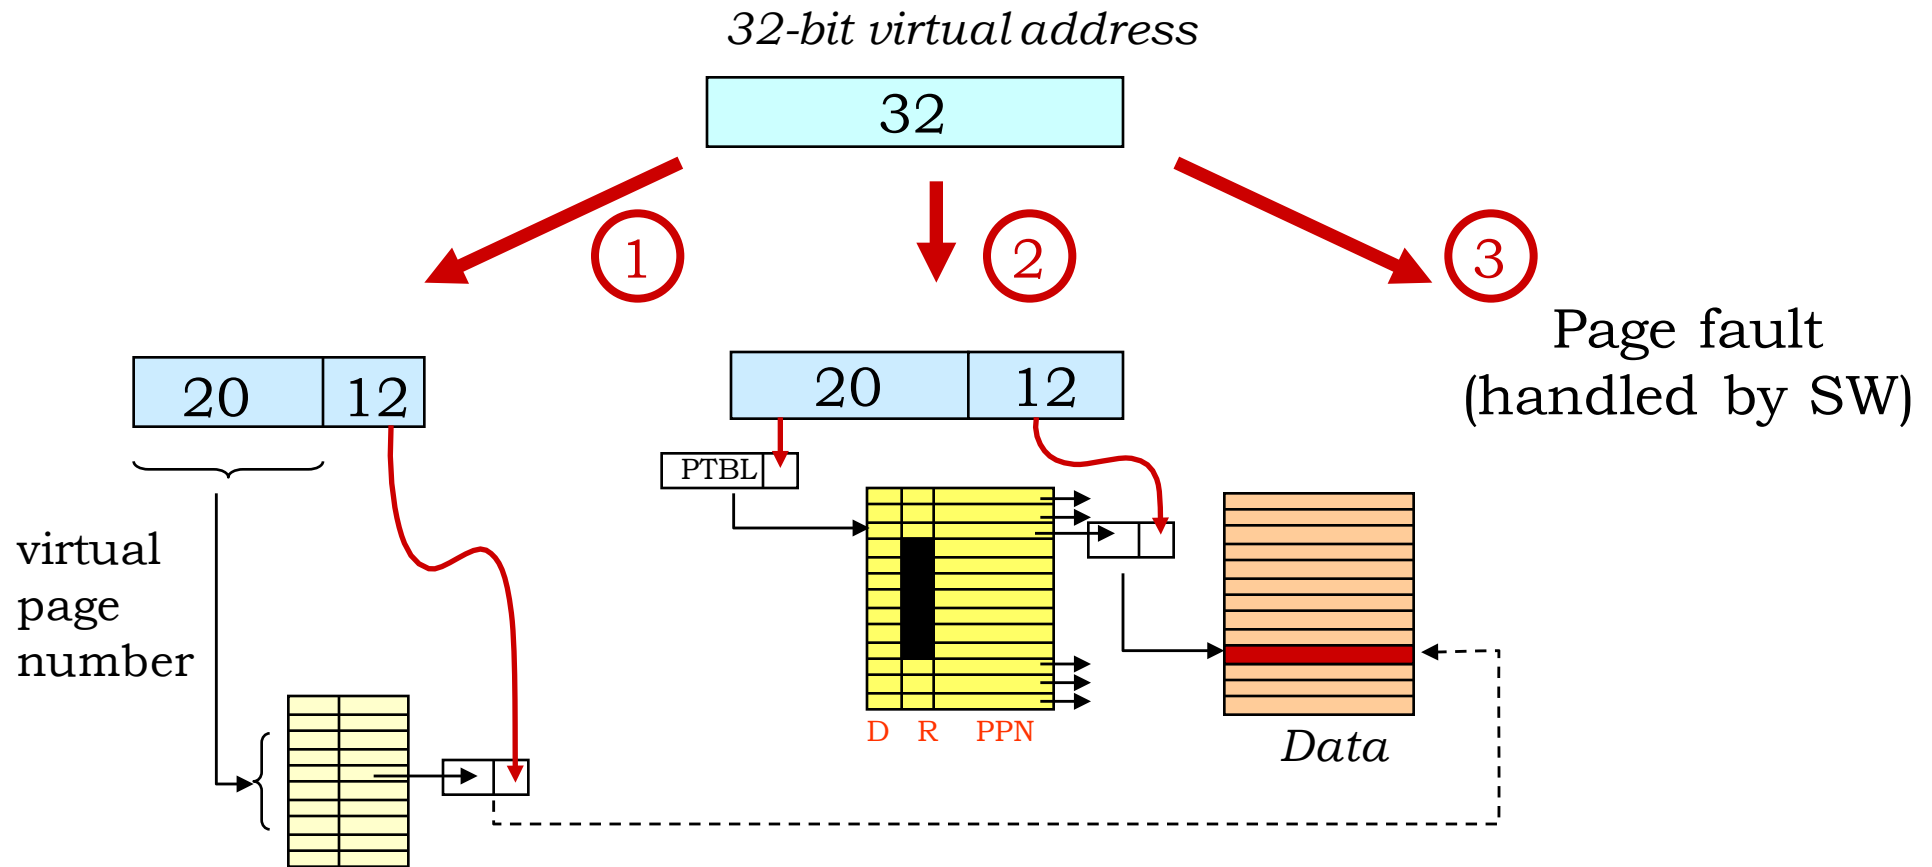 32-bit virtual address
32
1
2
3
Page fault
(handled by SW)
20 12
20 12
PTBL
virtual
page
number
D R PPN
Data